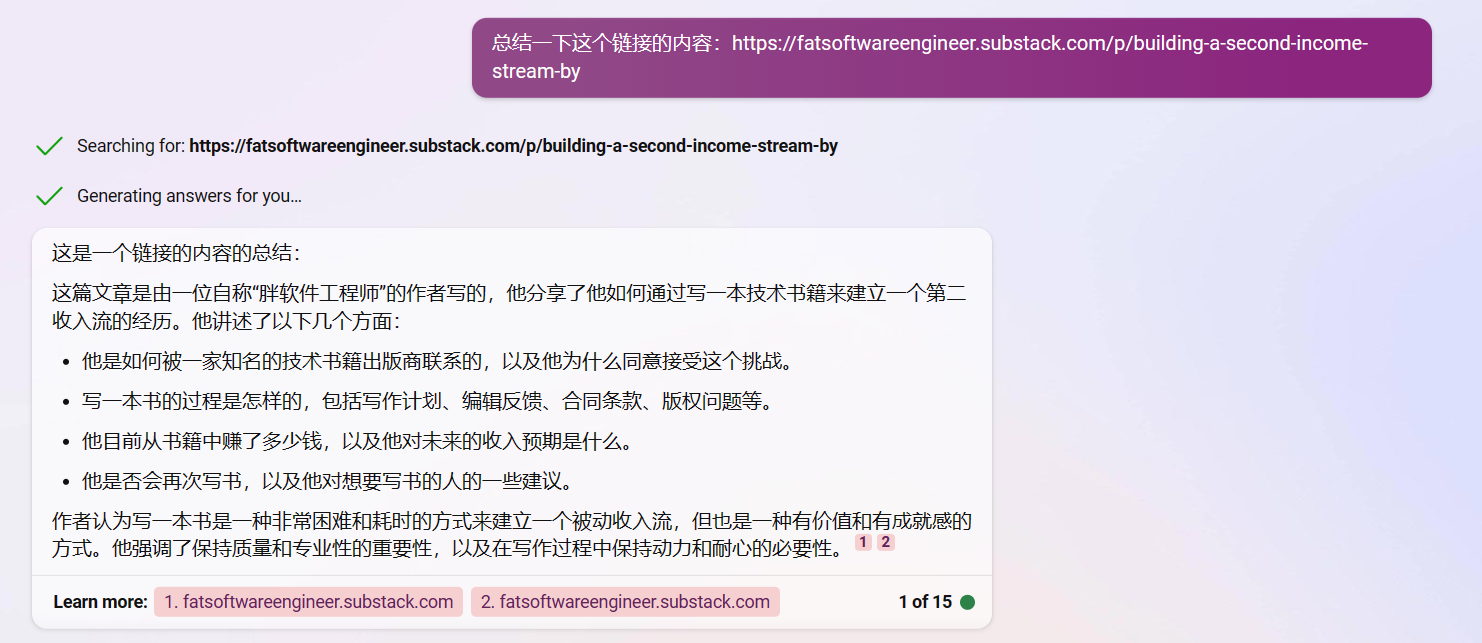 总结一下这个链接的内容：https://fatsoftwareengineer.substack.com/p/building-a-second-income-
stream-by
Searching for: https://fatsoftwareengineer.substack.com/p/building-a-second-income-stream-by
Generating answers for you...
这是一个链接的内容的总结：
这篇文章是由一位自称“胖软件工程师”的作者写的，他分享了他如何通过写一本技术书籍来建立一个第二
收入流的经历。他讲述了以下几个方面：
• 他是如何被一家知名的技术书籍出版商联系的，以及他为什么同意接受这个挑战。
• 写一本书的过程是怎样的，包括写作计划、编辑反馈、合同条款、版权问题等。
• 他目前从书籍中赚了多少钱，以及他对未来的收入预期是什么。
• 他是否会再次写书，以及他对想要写书的人的一些建议。
作者认为写一本书是一种非常困难和耗时的方式来建立一个被动收入流，但也是一种有价值和有成就感的
方式。他强调了保持质量和专业性的重要性，以及在写作过程中保持动力和耐心的必要性。 1 2
Learn more: 1. fatsoftwareengineer.substack.com 2. fatsoftwareengineer.substack.com 1 of 15